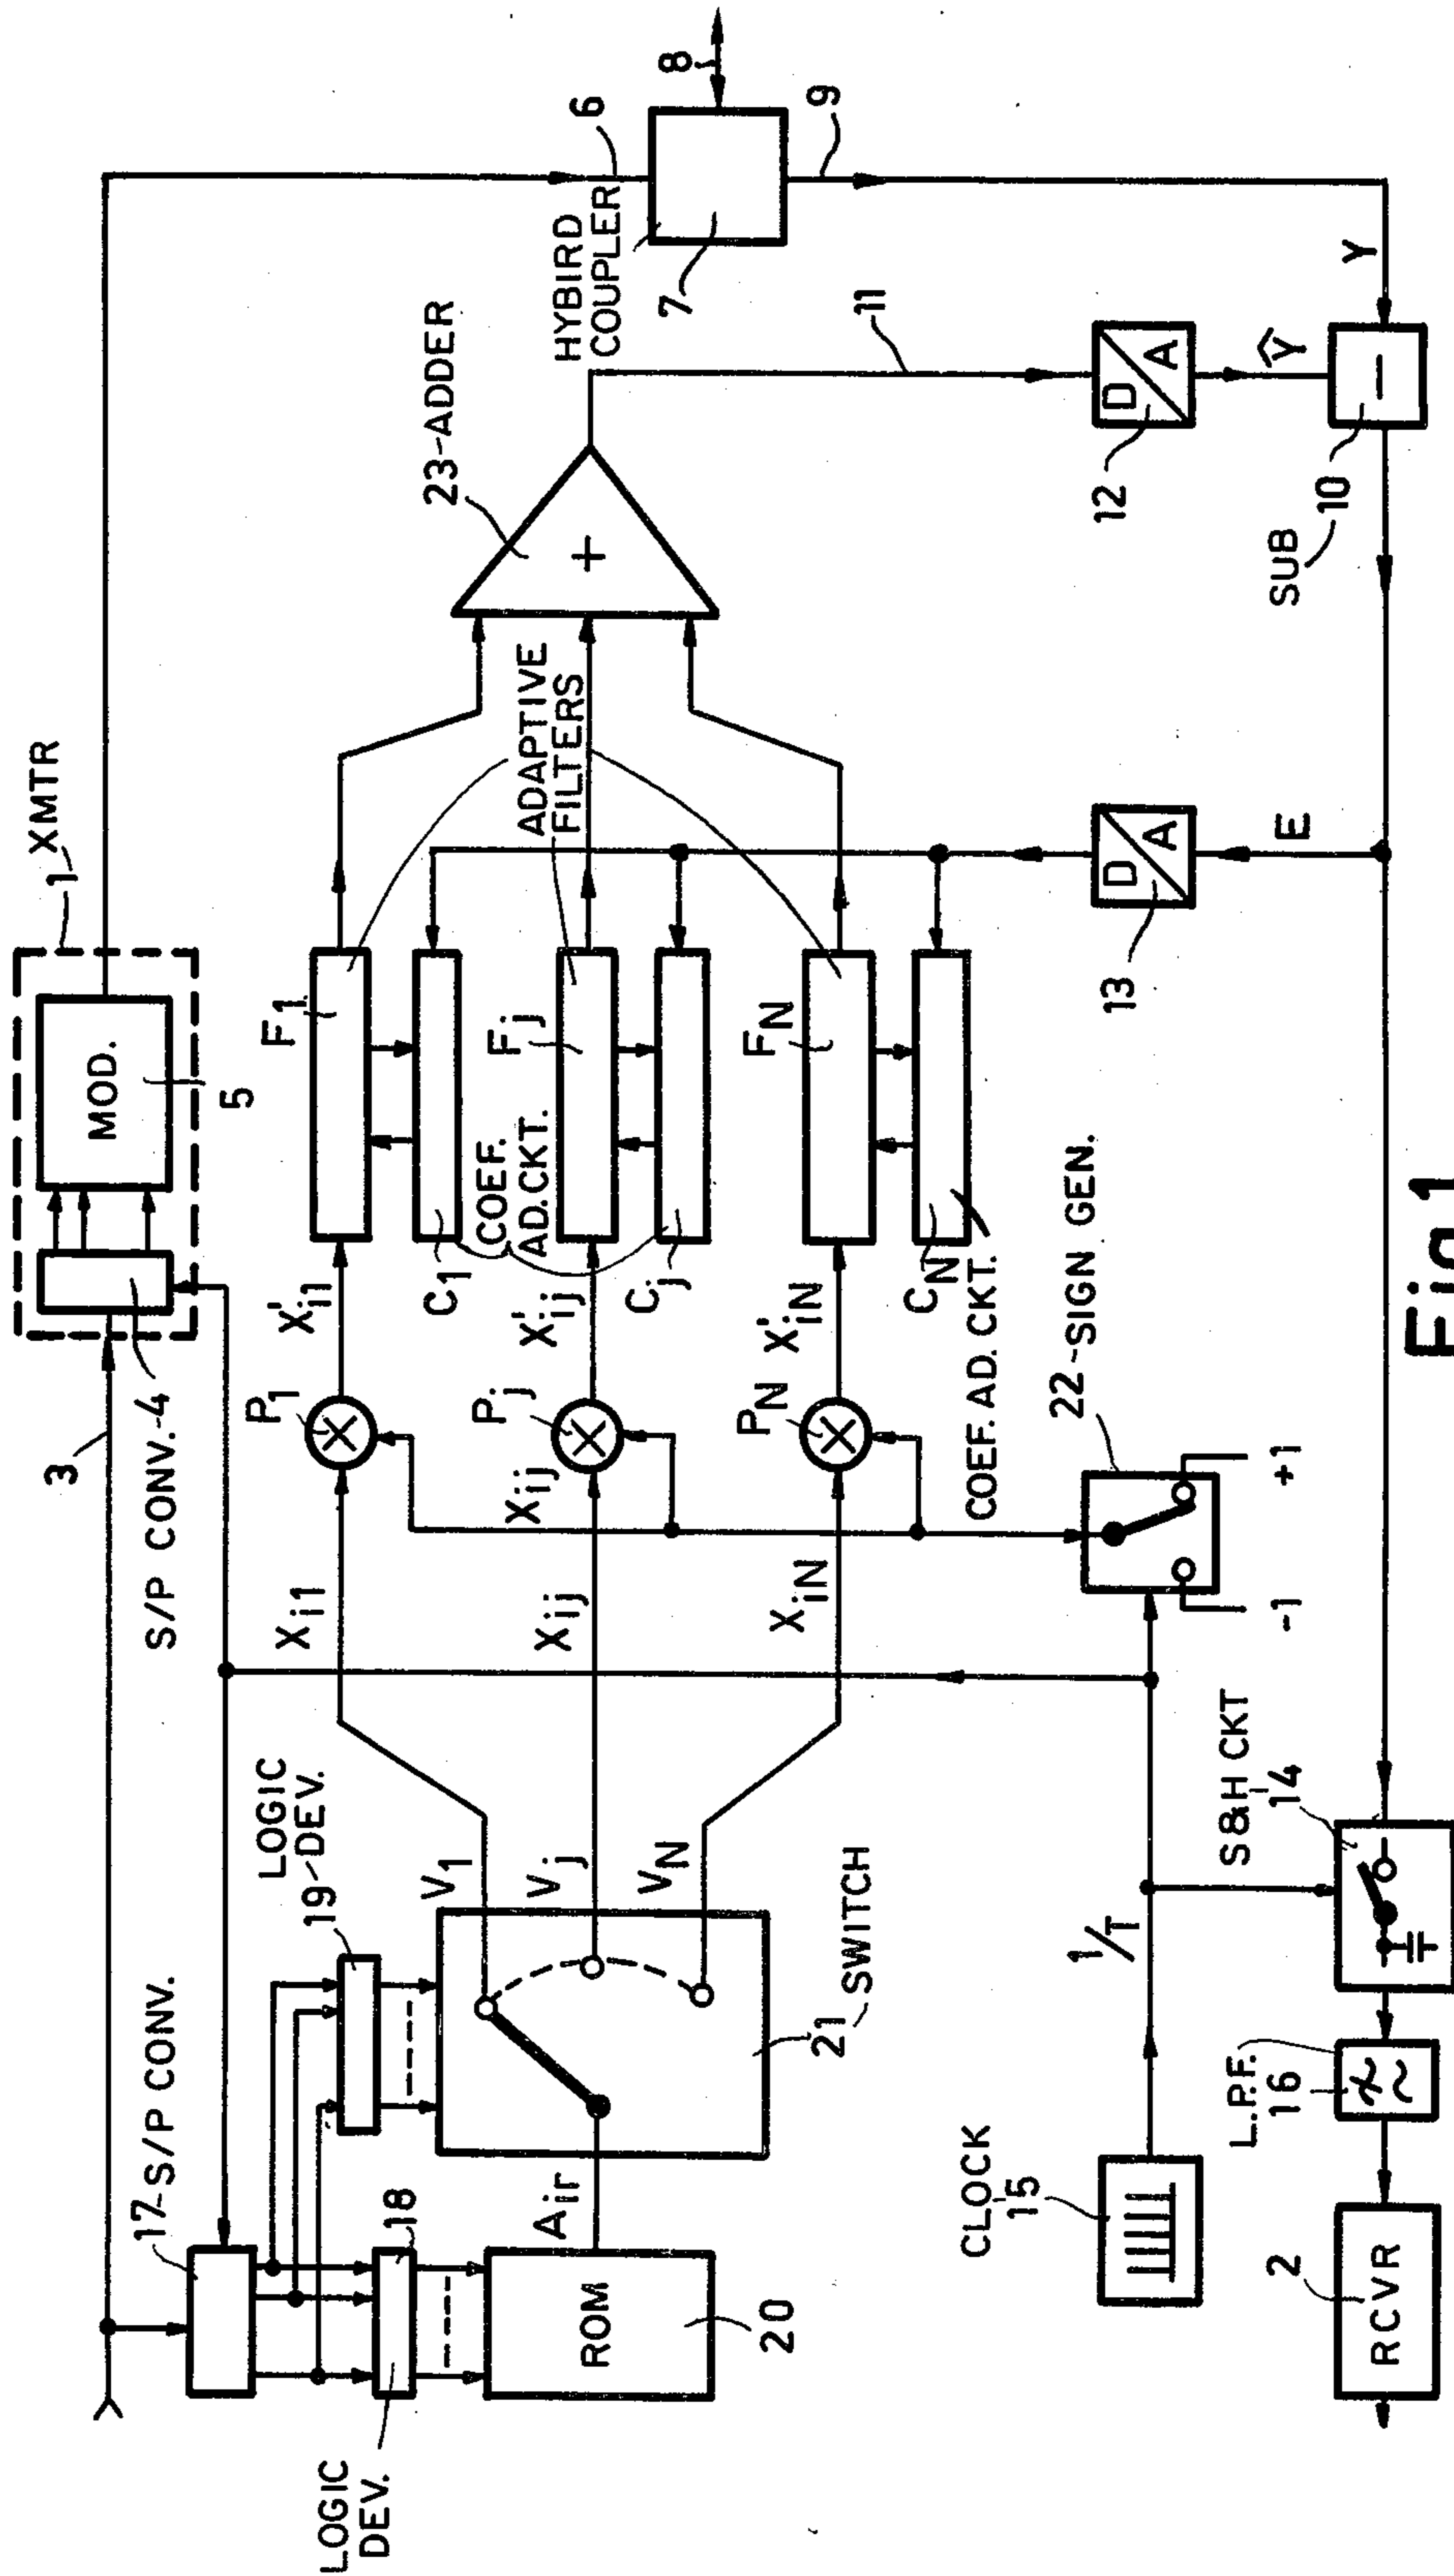 1 XMTR
3
S/P CONV.-4
MOD.
5
6
HYBIRD
COUPLER
7
8
9
17-S/P CONV.
LOGIC
DEV.
18
LOGIC
19-DEV.
ROM
20
Air
V1
Vj
VN
21 SWITCH
Xi1
Xij
XiN
P1
Xij
Pj
PN
X'i1
X'ij
X'iN
F1
Fj
FN
C1
COEF.
AD.CKT.
Cj
CN
COEF. AD. CKT.
ADAPTIVE
FILTERS
23-ADDER
+
11
D
A
12
Ŷ
Y
SUB
10
−
E
D
A
13
22-SIGN GEN.
-1
+1
CLOCK
15
1/T
S&H CKT
14
L.P.F.
16
2
RCVR
Fig.1